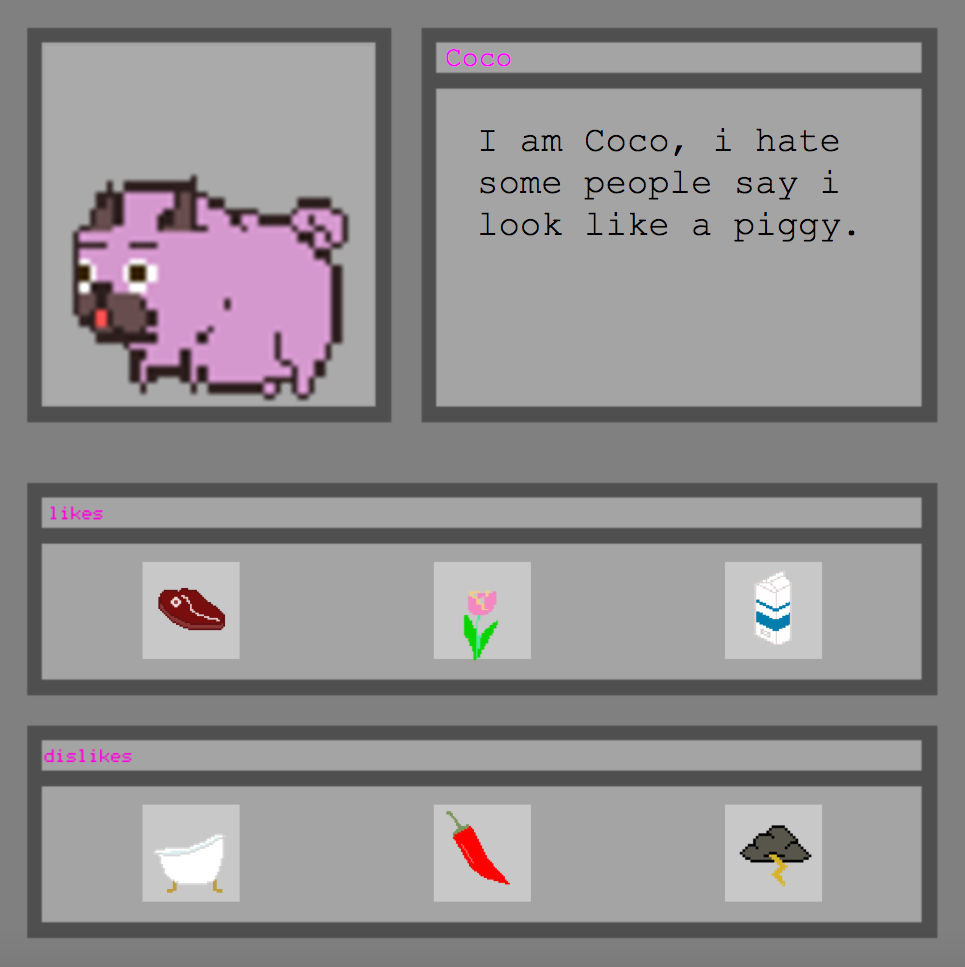 Coco
I am Coco, i hate
some people say i
look like a piggy.
likes
dislikes